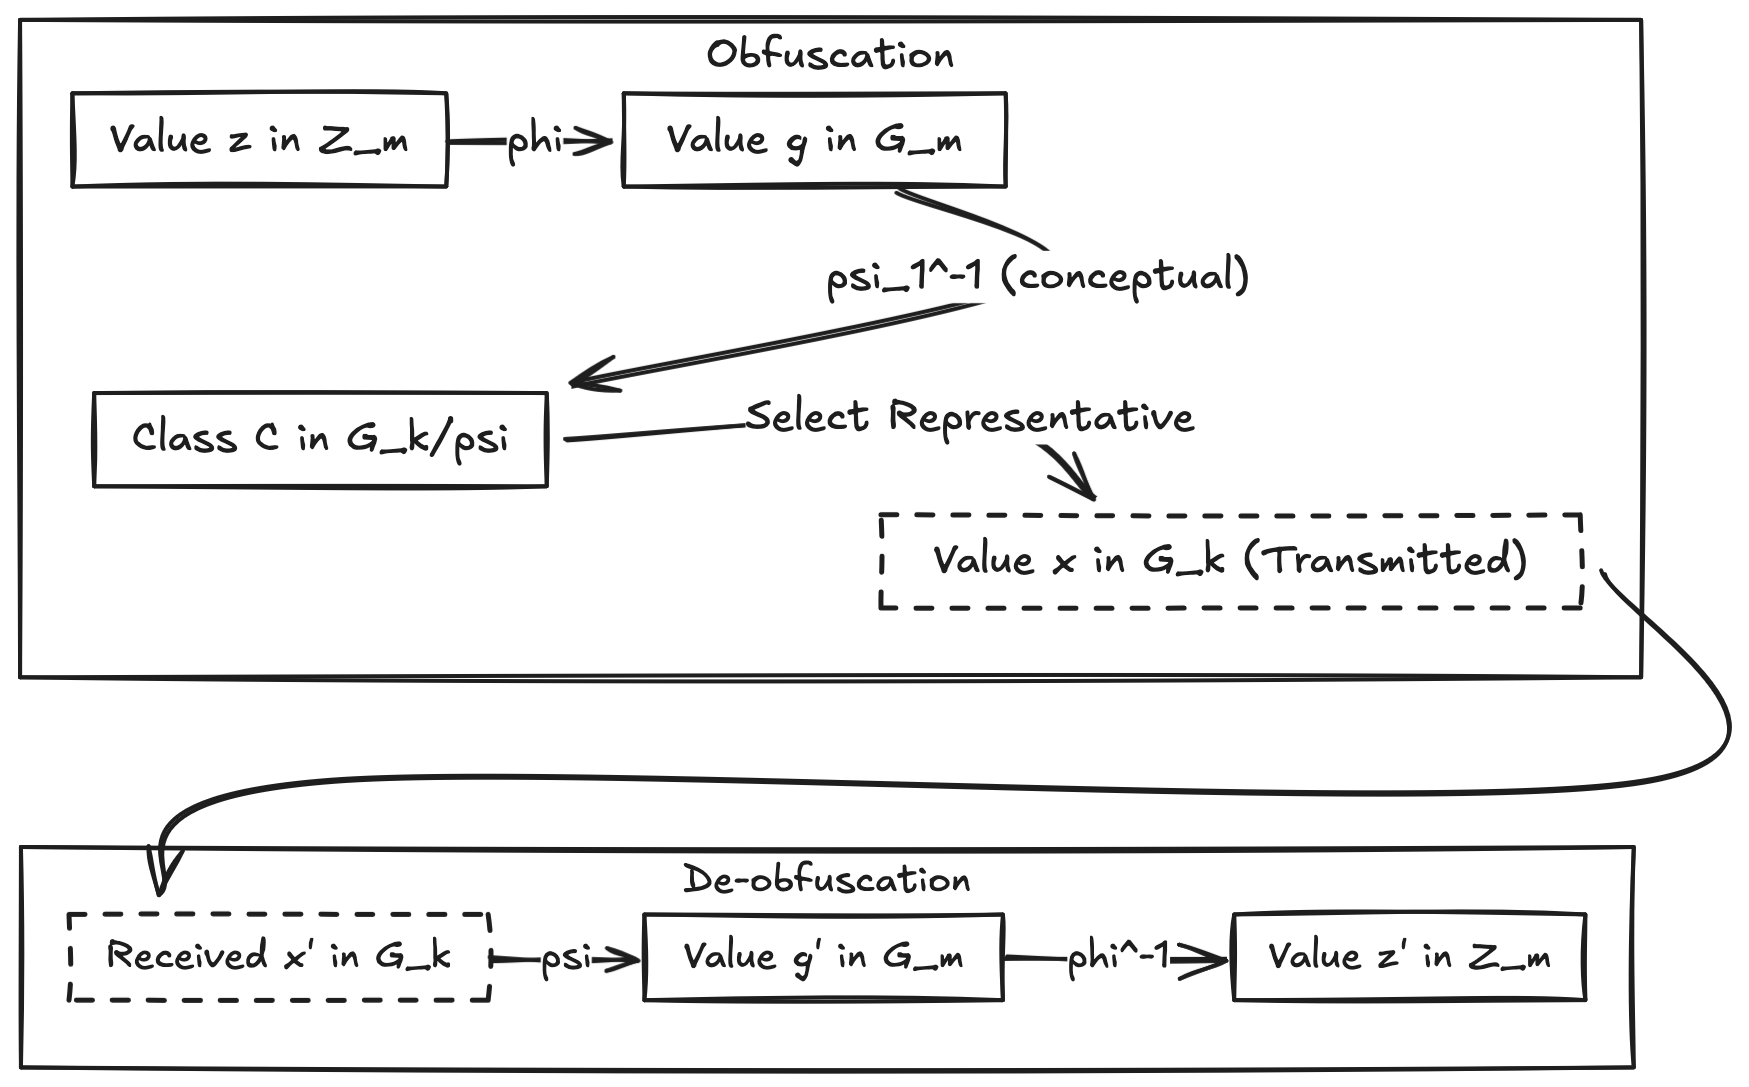 Obfuscation
Value z in Z_m
phi
Value g in G_m
psi_1^-1 (conceptual)
Class C in G_k/psi
Select Representative
Value x in G_k (Transmitted)
De-obfuscation
Received x' in G_k
psi
Value g' in G_m
phi^-1
Value z' in Z_m